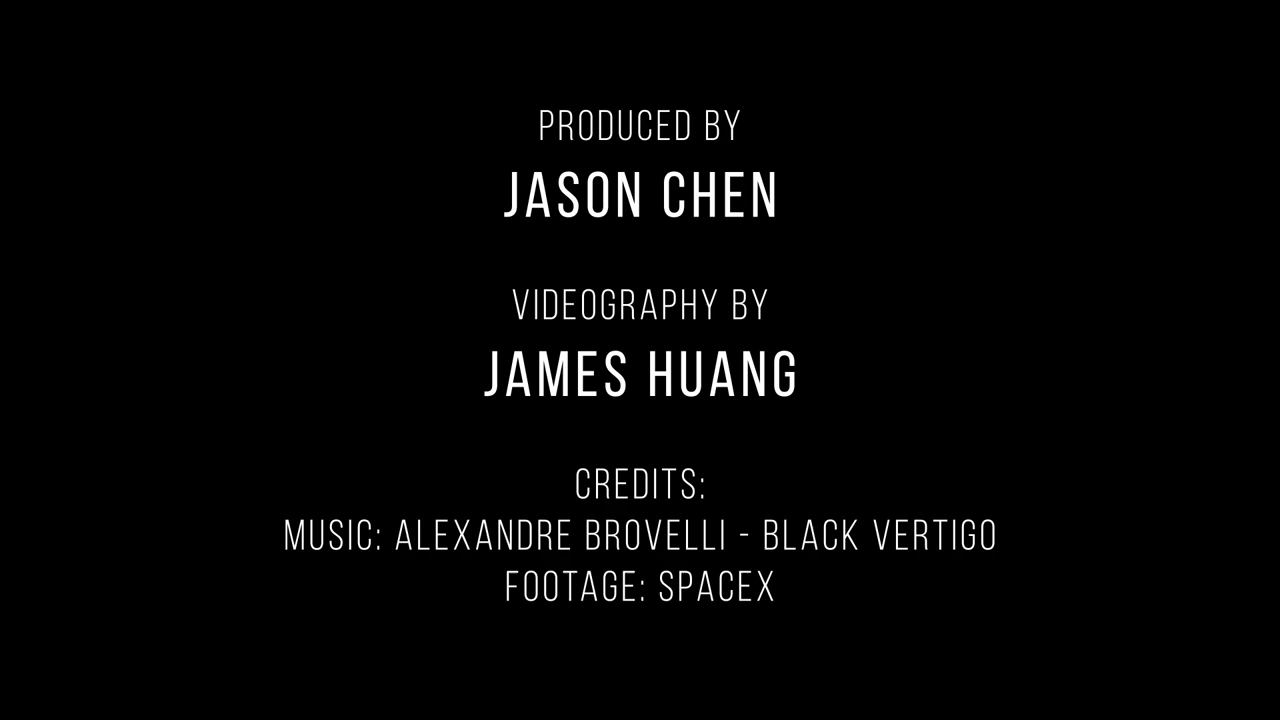 PRODUCED BY
JASON CHEN
VIDEOGRAPHY BY
JAMES HUANG
CREDITS:
MUSIC: ALEXANDRE BROVELLI - BLACK VERTIGO
FOOTAGE: SPACEX